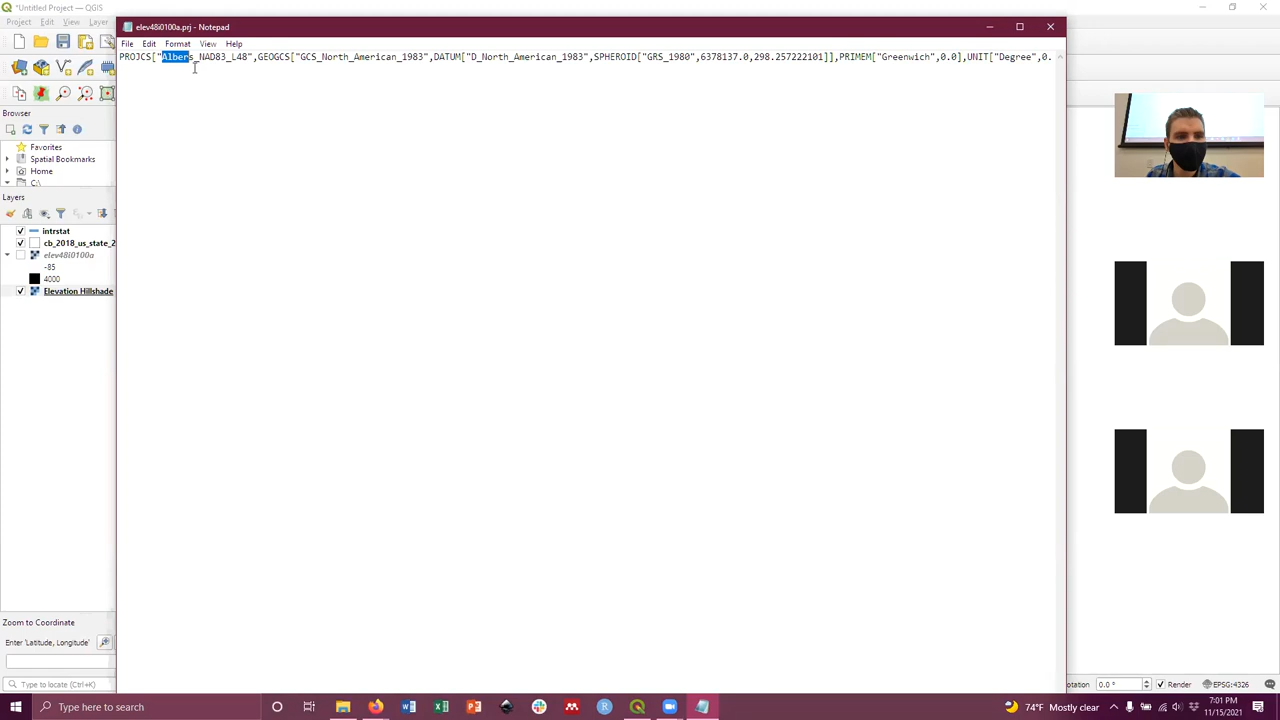 *Untitled Project — QGIS
Project Edit View L
elev48i0100a.prj - Notepad
File Edit Format View Help
PROJCS["Albers_NAD83_L48",GEOGCS["GCS_North_American_1983",DATUM["D_North_American_1983",SPHEROID["GRS_1980",6378137.0,298.257222101]],PRIMEM["Greenwich",0.0],UNIT["Degree",0.
Browser
Favorites
Spatial Bookmarks
Home
C:\
Layers
intrstat
cb_2018_us_state_2
elev48i0100a
-85
4000
Elevation Hillshade
Zoom to Coordinate
Enter 'Latitude, Longitude'
Type to locate (Ctrl+K)
otation 0.0 ° Render EPSG:4326
Type here to search
74°F Mostly clear
7:01 PM
11/15/2021